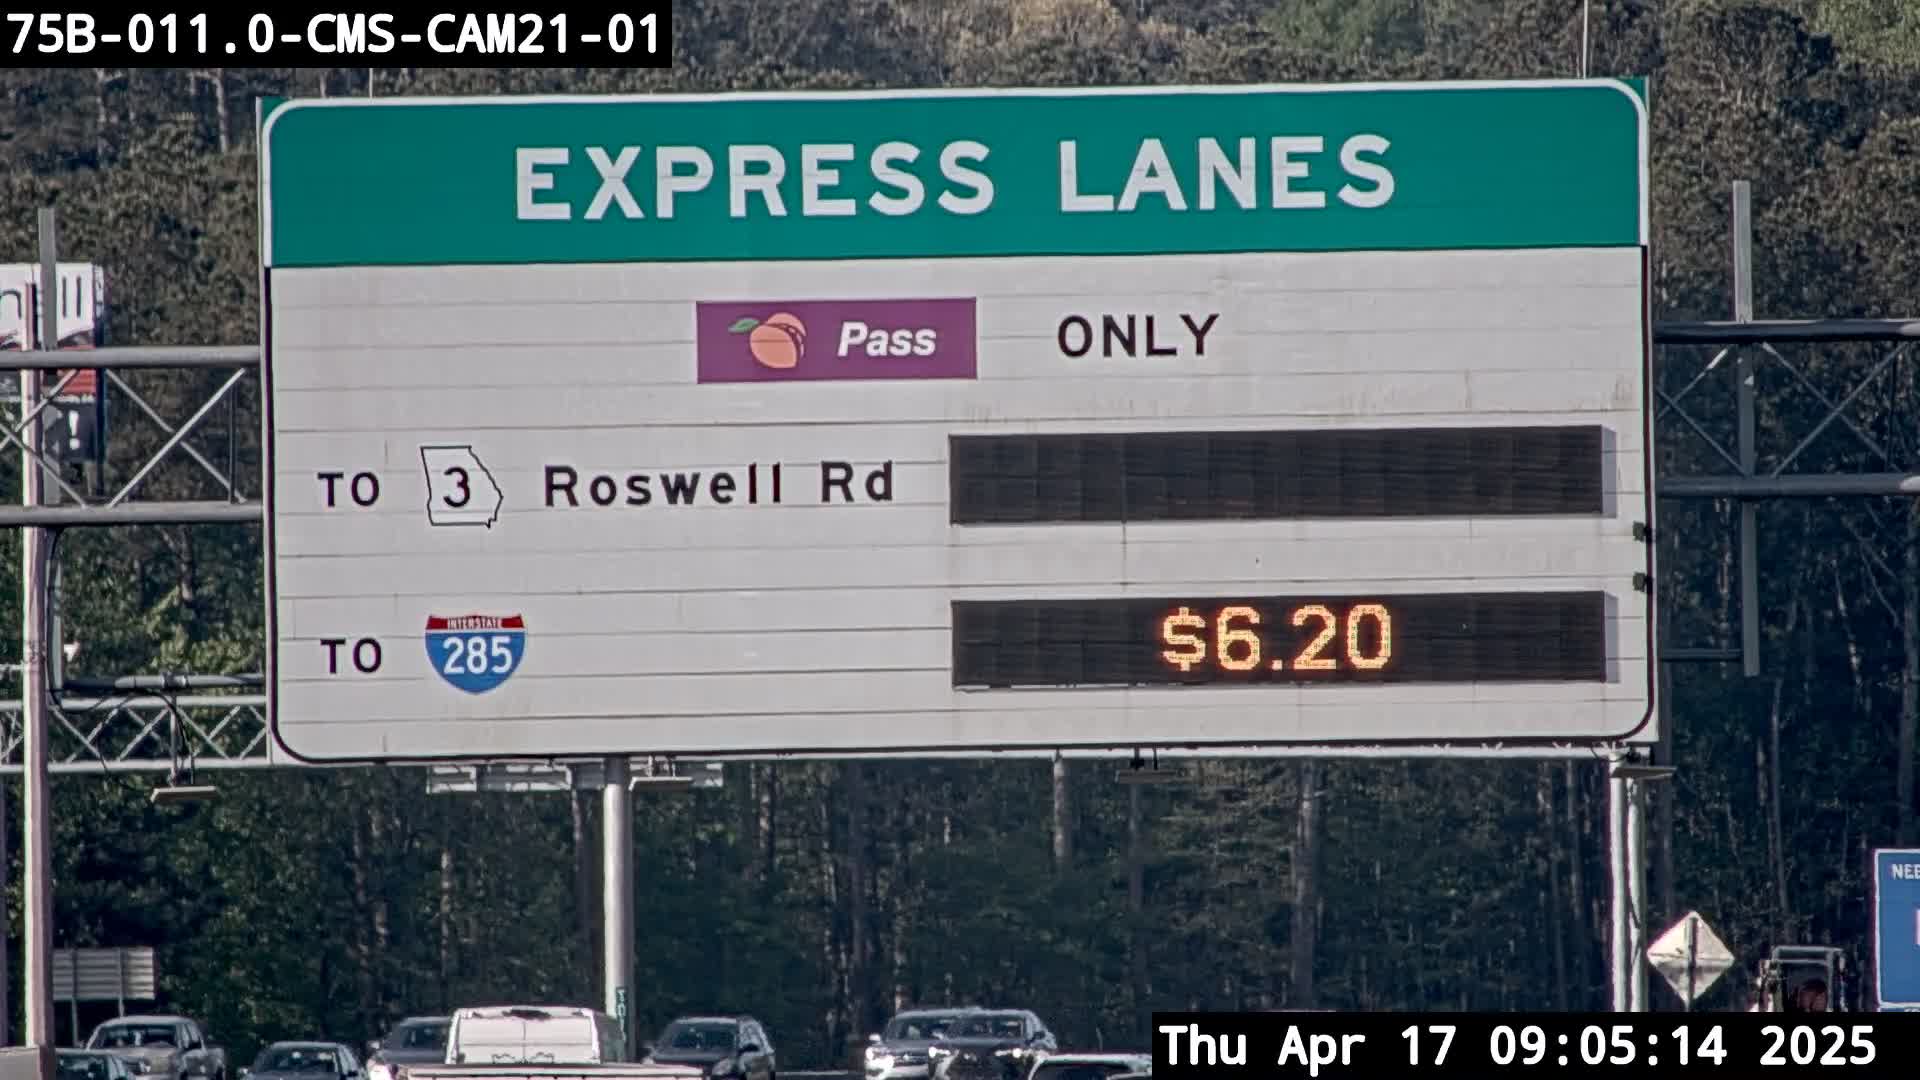 75B-011.0-CMS-CAM21-01
EXPRESS LANES
Pass ONLY
TO 3 Roswell Rd
TO INTERSTATE 285 $6.20
!
Thu Apr 17 09:05:14 2025